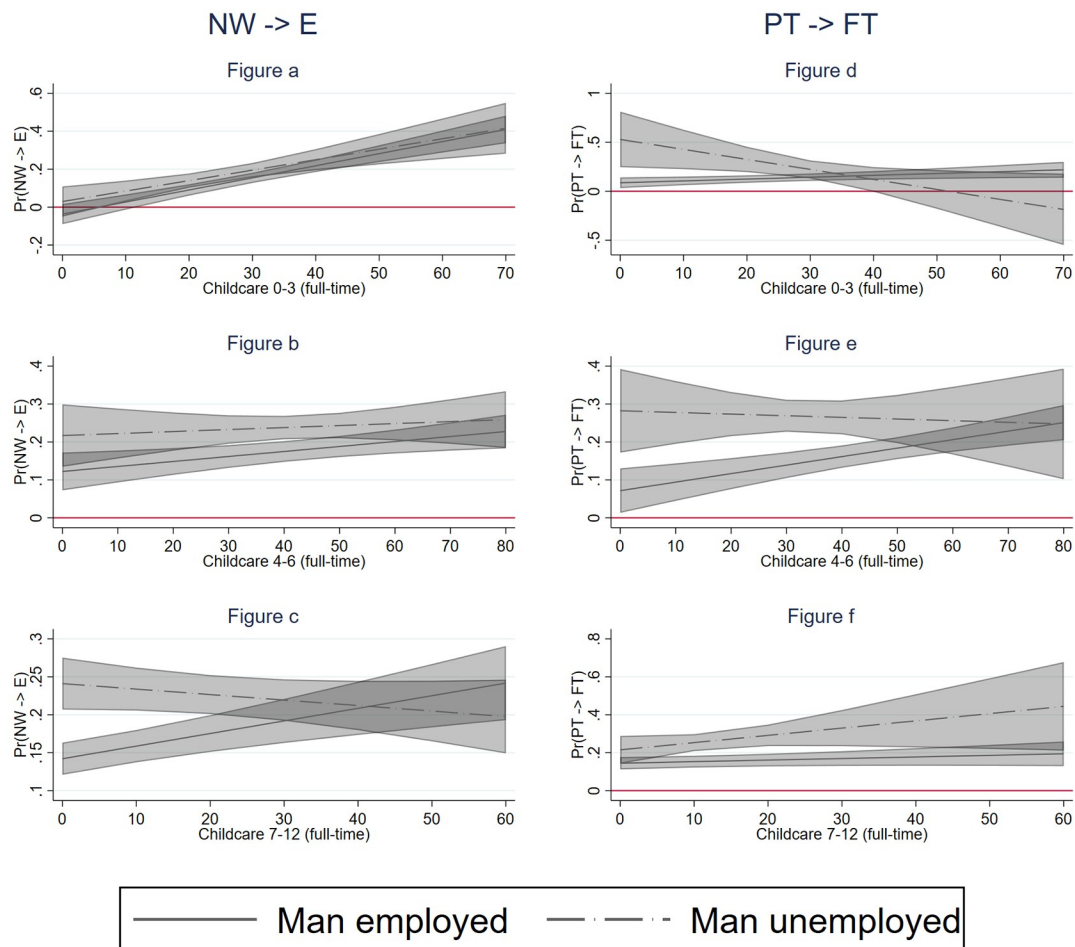 NW -> E
PT -> FT
Figure a
Pr(NW -> E)
.6
.4
.2
0
-.2
0 10 20 30 40 50 60 70
Childcare 0-3 (full-time)
Figure d
Pr(PT -> FT)
1
.5
0
-.5
0 10 20 30 40 50 60 70
Childcare 0-3 (full-time)
Figure b
Pr(NW -> E)
.4
.3
.2
.1
0
0 10 20 30 40 50 60 70 80
Childcare 4-6 (full-time)
Figure e
Pr(PT -> FT)
.4
.3
.2
.1
0
0 10 20 30 40 50 60 70 80
Childcare 4-6 (full-time)
Figure c
Pr(NW -> E)
.3
.25
.2
.15
.1
0 10 20 30 40 50 60
Childcare 7-12 (full-time)
Figure f
Pr(PT -> FT)
.8
.6
.4
.2
0
0 10 20 30 40 50 60
Childcare 7-12 (full-time)
Man employed
Man unemployed